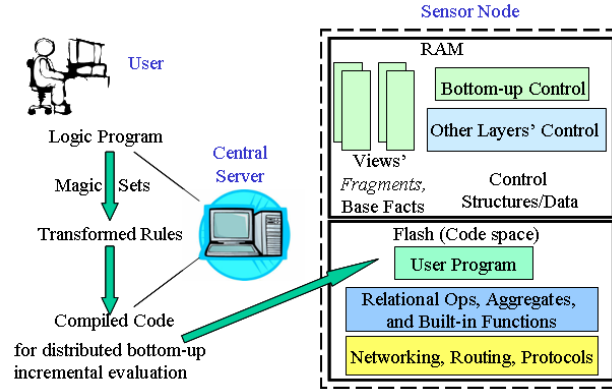 Sensor Node
User
Logic Program
Magic Sets
Transformed Rules
Compiled Code
for distributed bottom-up
incremental evaluation
Central
Server
RAM
Bottom-up Control
Other Layers' Control
Views'
Fragments,
Base Facts
Control
Structures/Data
Flash (Code space)
User Program
Relational Ops, Aggregates,
and Built-in Functions
Networking, Routing, Protocols